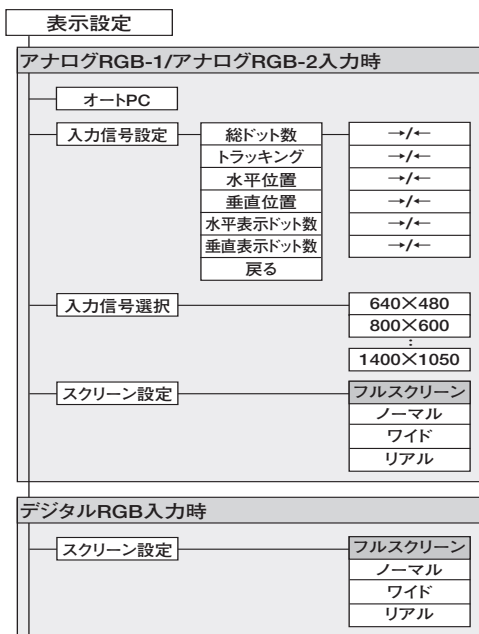 表示設定
アナログRGB-1/アナログRGB-2入力時
オートPC
入力信号設定 総ドット数 →/←
トラッキング →/←
水平位置 →/←
垂直位置 →/←
水平表示ドット数 →/←
垂直表示ドット数 →/←
戻る
入力信号選択 640×480
800×600
⋮
1400×1050
スクリーン設定 フルスクリーン
ノーマル
ワイド
リアル
デジタルRGB入力時
スクリーン設定 フルスクリーン
ノーマル
ワイド
リアル